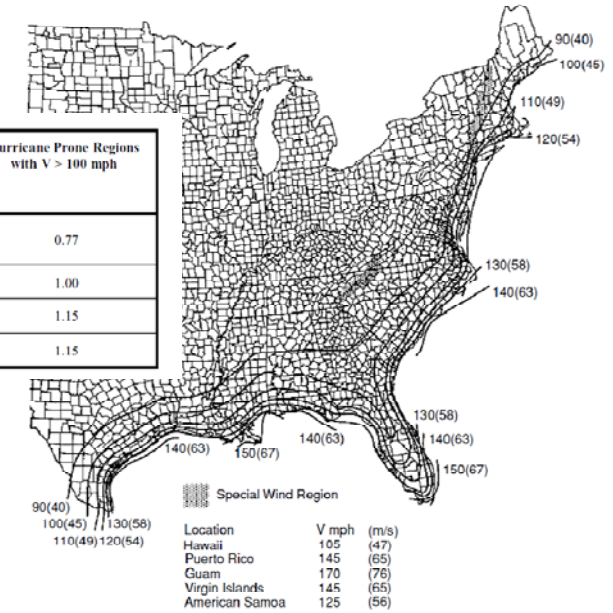 90(40)
100(45)
110(49)
120(54)
urricane Prone Regions
with V > 100 mph
0.77
1.00
1.15
1.15
130(58)
140(63)
130(58)
140(63)
150(67)
140(63)
150(67)
140(63)
90(40)
100(45)
130(58)
110(49)
120(54)
Special Wind Region
Location V mph (m/s)
Hawaii 105 (47)
Puerto Rico 145 (65)
Guam 170 (76)
Virgin Islands 145 (65)
American Samoa 125 (56)